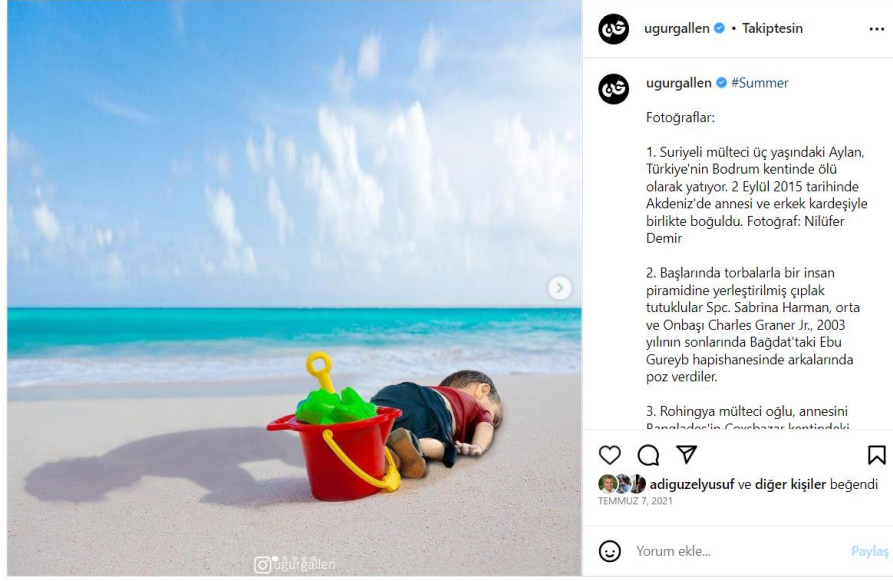 ugurgallen • Takiptesin
ugurgallen #Summer
Fotoğraflar:
1. Suriyeli mülteci üç yaşındaki Aylan,
Türkiye'nin Bodrum kentinde ölü
olarak yatıyor. 2 Eylül 2015 tarihinde
Akdeniz'de annesi ve erkek kardeşiyle
birlikte boğuldu. Fotoğraf: Nilüfer
Demir
2. Başlarında torbalarla bir insan
piramidine yerleştirilmiş çıplak
tutuklular Spc. Sabrina Harman, orta
ve Onbaşı Charles Graner Jr., 2003
yılının sonlarında Bağdat'taki Ebu
Gureyb hapishanesinde arkalarında
poz verdiler.
3. Rohingya mülteci oğlu, annesini
Bangladeş'in Coxsbazar kentindeki
adiguzelyusuf ve diğer kişiler beğendi
TEMMUZ 7, 2021
Yorum ekle...
Paylaş
ugurgallen